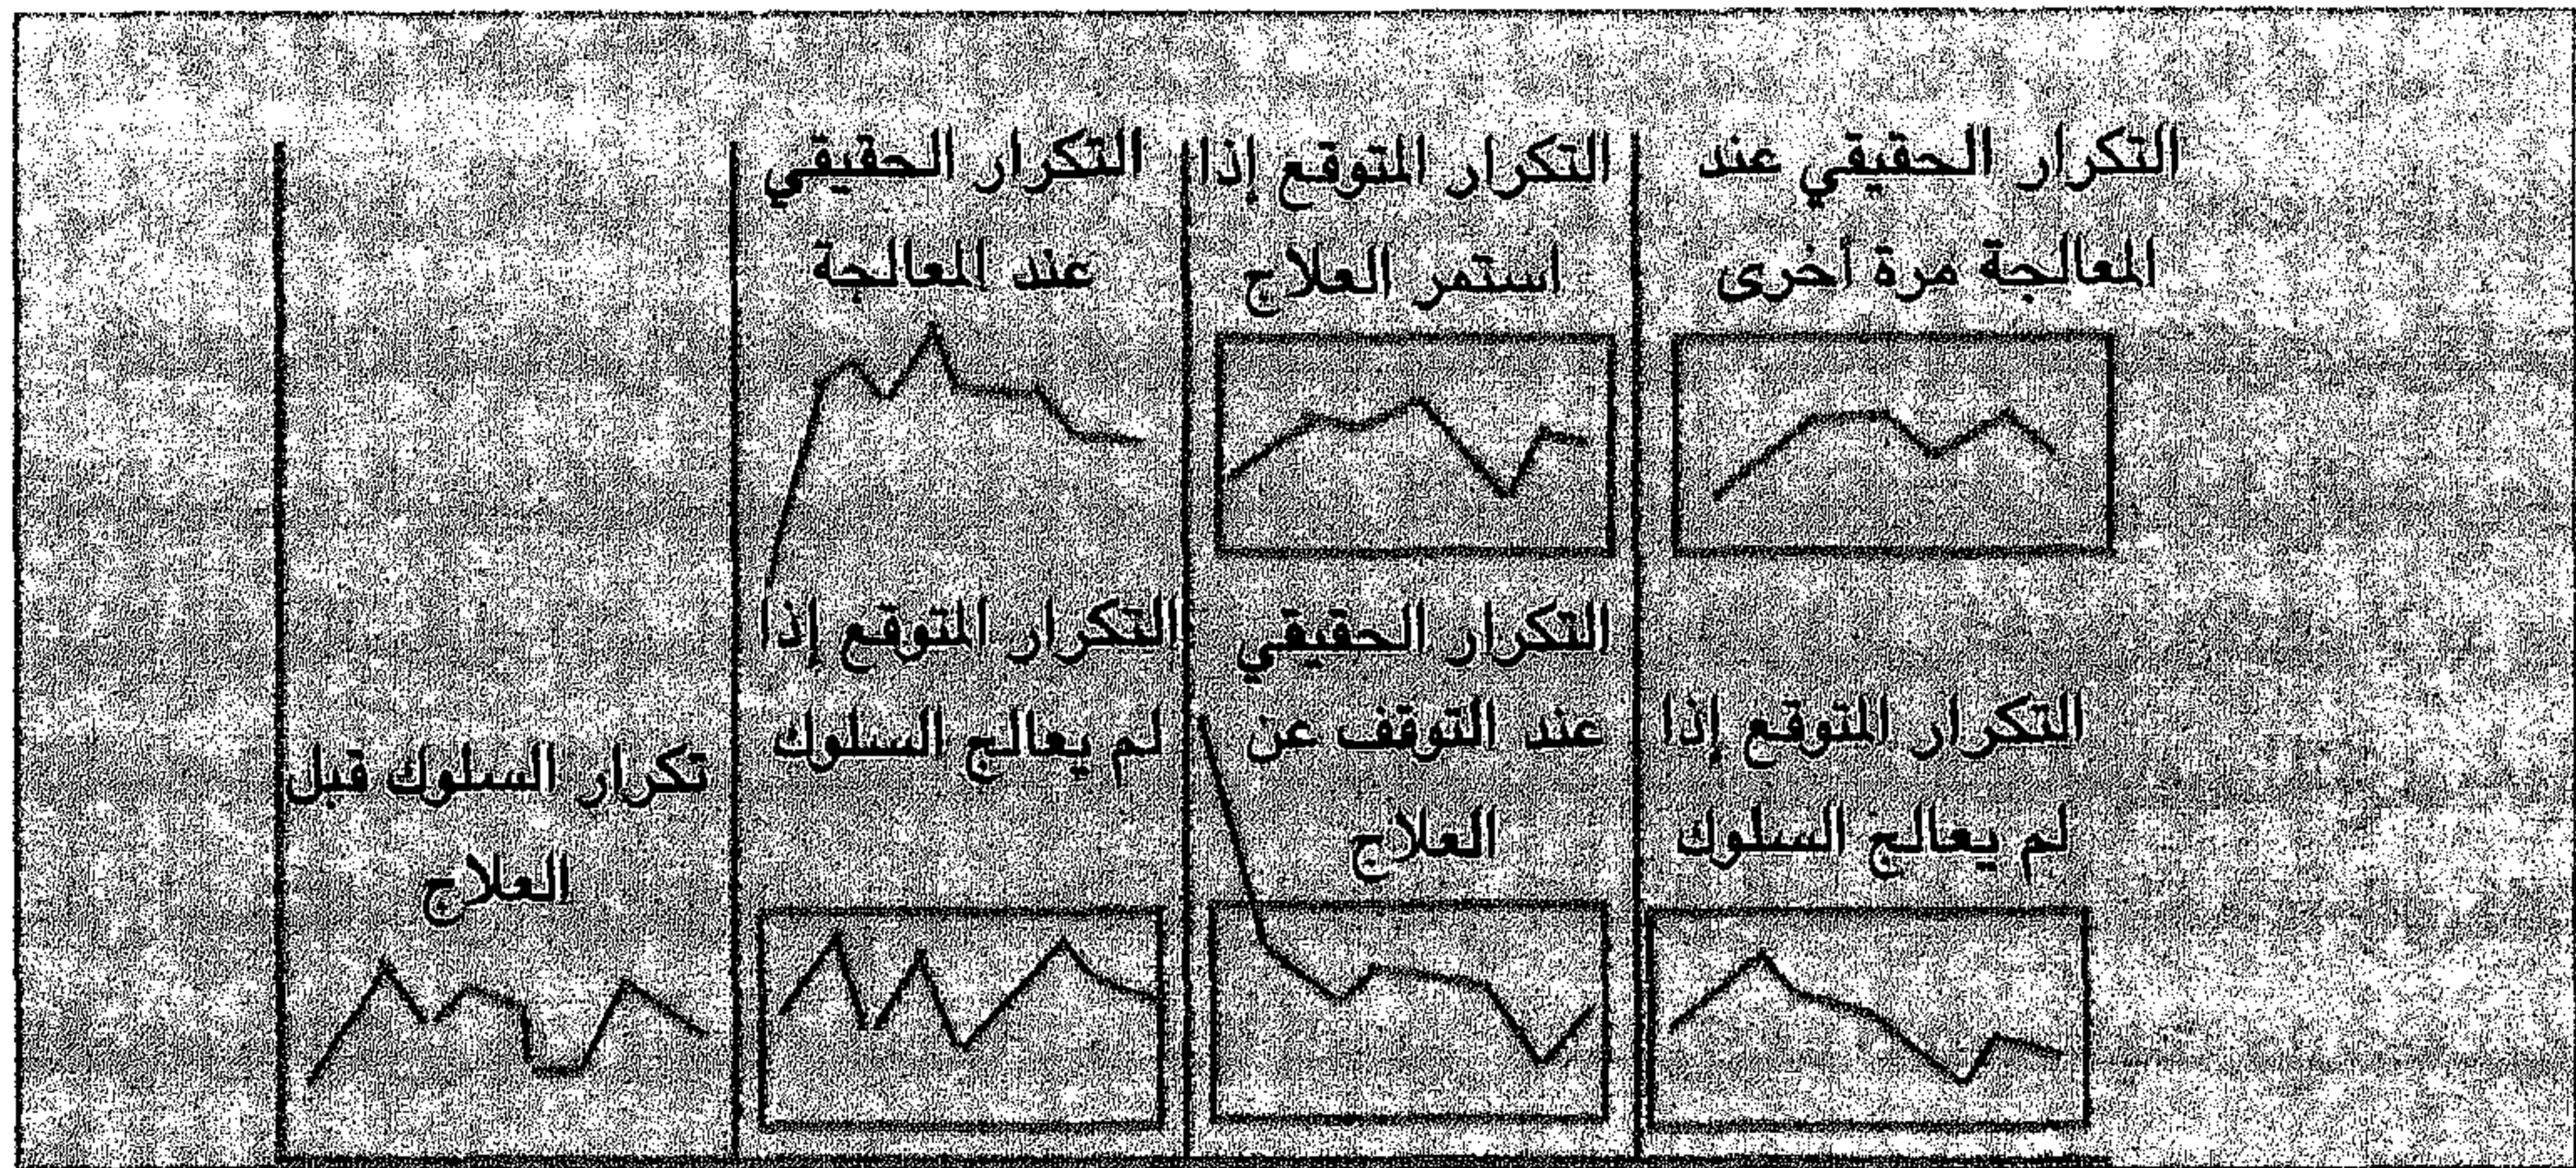 التكرار الحقيقي عند
المعالجة مرة أخرى
التكرار المتوقع إذا
استمر العلاج
التكرار الحقيقي
عند المعالجة
التكرار المتوقع إذا
لم يعالج السلوك
التكرار الحقيقي
عند التوقف عن
العلاج
التكرار المتوقع إذا
لم يعالج السلوك
تكرار السلوك قبل
العلاج